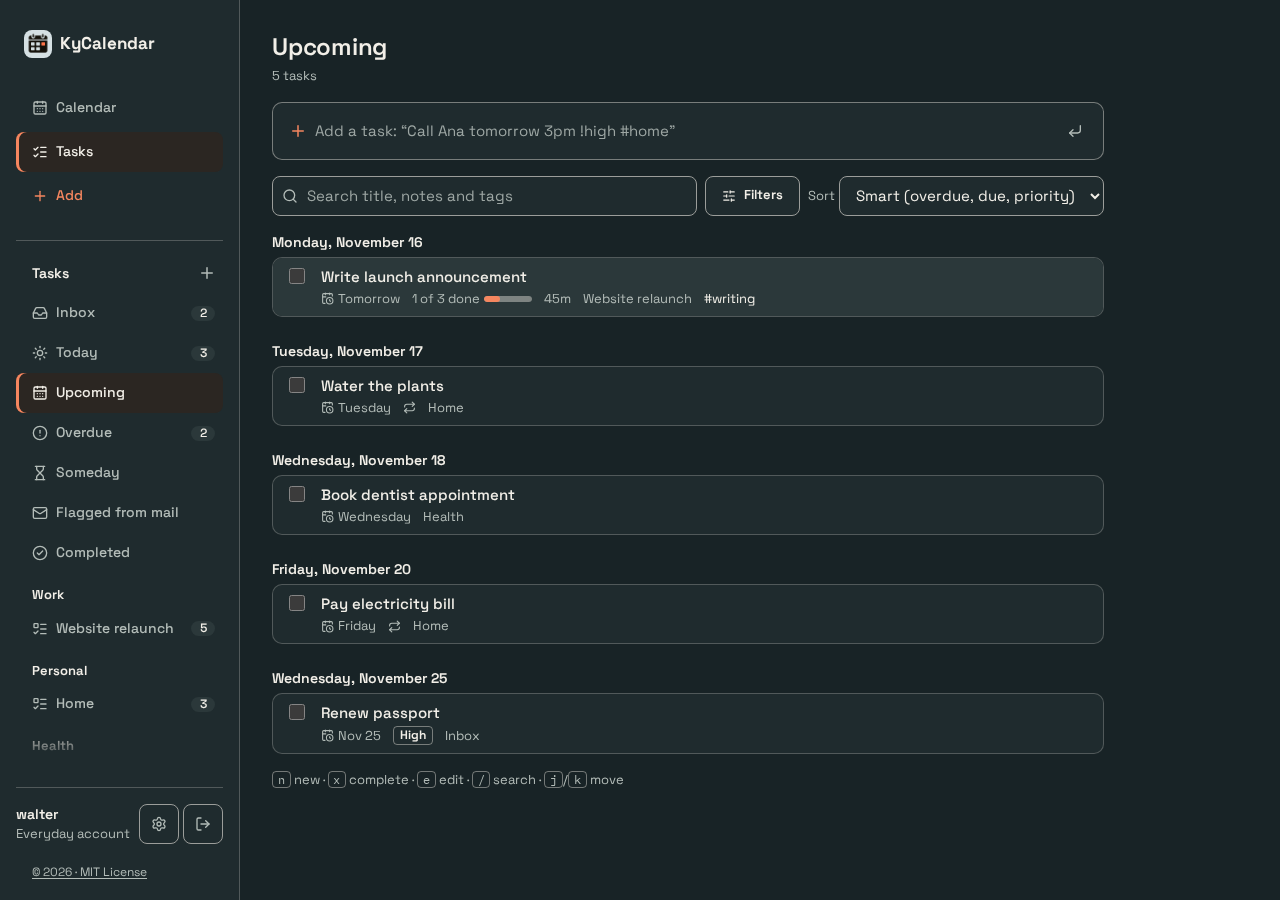 KyCalendar
Calendar
Tasks
Add
Tasks
Inbox 2
Today 3
Upcoming
Overdue 2
Someday
Flagged from mail
Completed
Work
Website relaunch 5
Personal
Home 3
Health
walter
Everyday account
© 2026 · MIT License
Upcoming
5 tasks
Add a task: “Call Ana tomorrow 3pm !high #home”
Search title, notes and tags
Filters
Sort
Smart (overdue, due, priority)
Monday, November 16
Write launch announcement
Tomorrow 1 of 3 done 45m Website relaunch #writing
Tuesday, November 17
Water the plants
Tuesday Home
Wednesday, November 18
Book dentist appointment
Wednesday Health
Friday, November 20
Pay electricity bill
Friday Home
Wednesday, November 25
Renew passport
Nov 25 High Inbox
n new · x complete · e edit · / search · j/k move